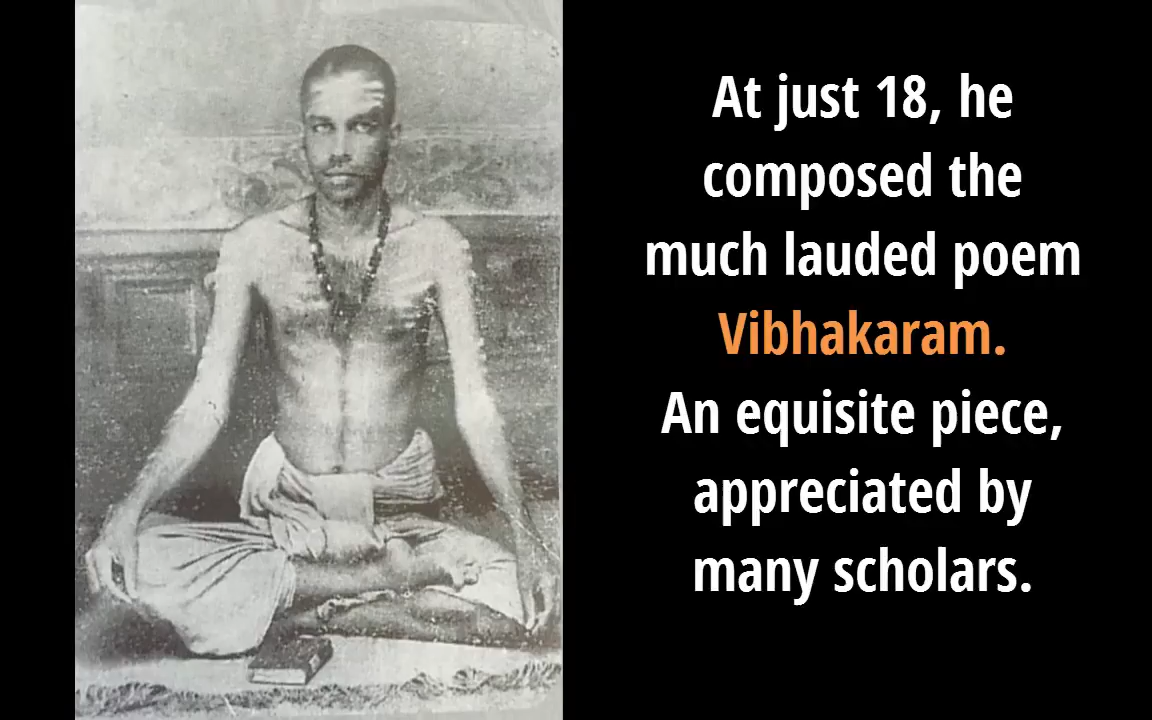 At just 18, he
composed the
much lauded poem
Vibhakaram.
An equisite piece,
appreciated by
many scholars.